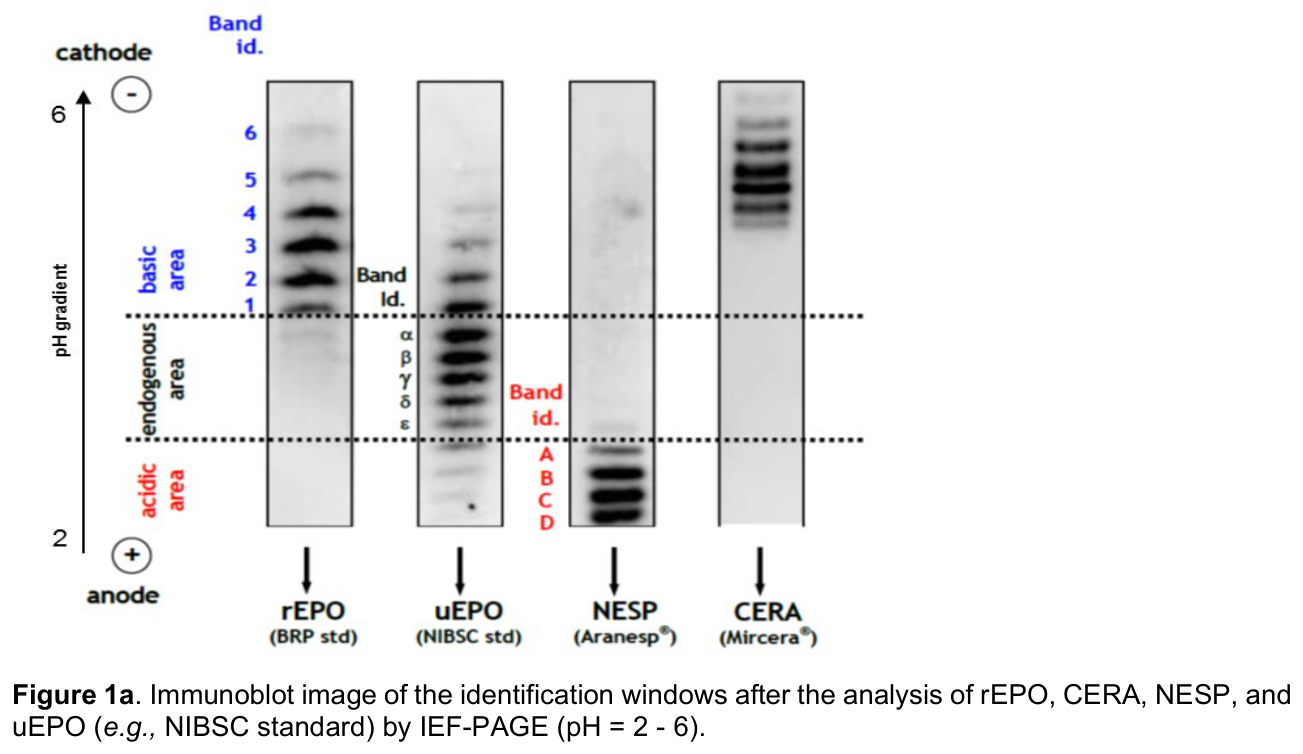 Band
id.
cathode
-
6
6
5
4
3
2
1
basic
area
pH gradient
Band
Id.
endogenous
area
α
β
γ
δ
ε
Band
id.
acidic
area
A
B
C
D
2
+
anode
rEPO
(BRP std)
uEPO
(NIBSC std)
NESP
(Aranesp®)
CERA
(Mircera®)
Figure 1a. Immunoblot image of the identification windows after the analysis of rEPO, CERA, NESP, and
uEPO (e.g., NIBSC standard) by IEF-PAGE (pH = 2 - 6).